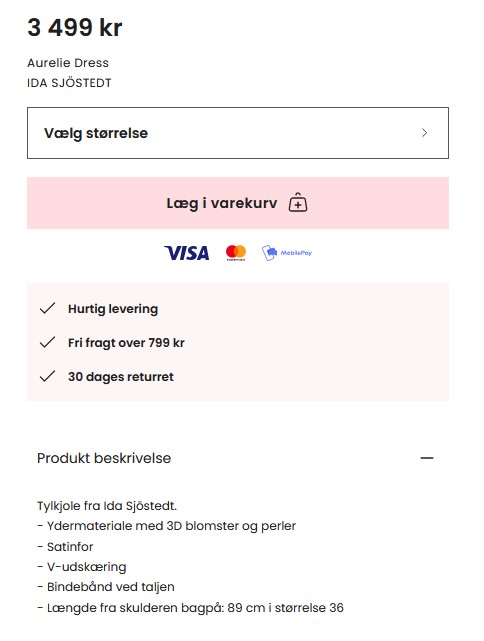 3 499 kr
Aurelie Dress
IDA SJÖSTEDT
Vælg størrelse
Læg i varekurv
VISA
mastercard
MobilePay
Hurtig levering
Fri fragt over 799 kr
30 dages returret
Produkt beskrivelse
Tylkjole fra Ida Sjöstedt.
- Ydermateriale med 3D blomster og perler
- Satinfor
- V-udskæring
- Bindebånd ved taljen
- Længde fra skulderen bagpå: 89 cm i størrelse 36